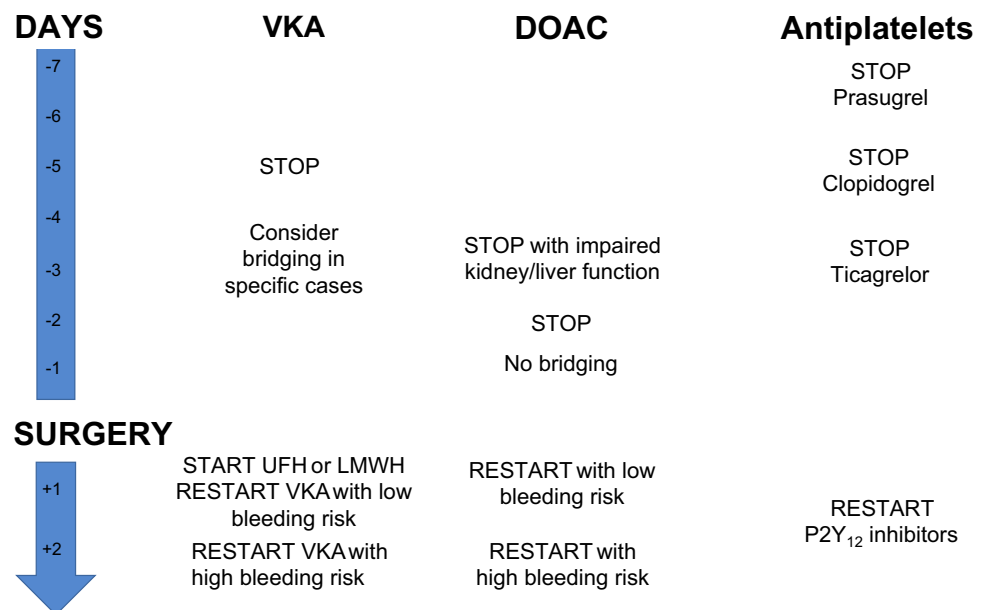 DAYS VKA DOAC Antiplatelets
-7
STOP
Prasugrel
-6
-5
STOP
STOP
Clopidogrel
-4
Consider
bridging in
specific cases
STOP with impaired
kidney/liver function
STOP
Ticagrelor
-3
-2
STOP
-1
No bridging
SURGERY
+1
START UFH or LMWH
RESTART VKA with low
bleeding risk
RESTART with low
bleeding risk
RESTART
P2Y₁₂ inhibitors
+2
RESTART VKA with
high bleeding risk
RESTART with
high bleeding risk